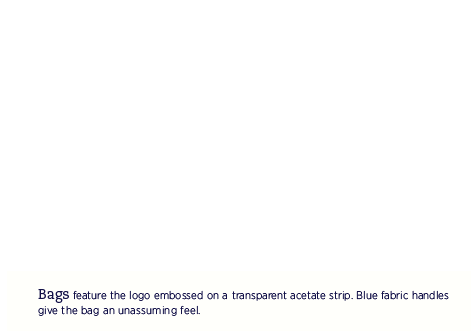 Bags feature the logo embossed on a transparent acetate strip. Blue fabric handles
give the bag an unassuming feel.